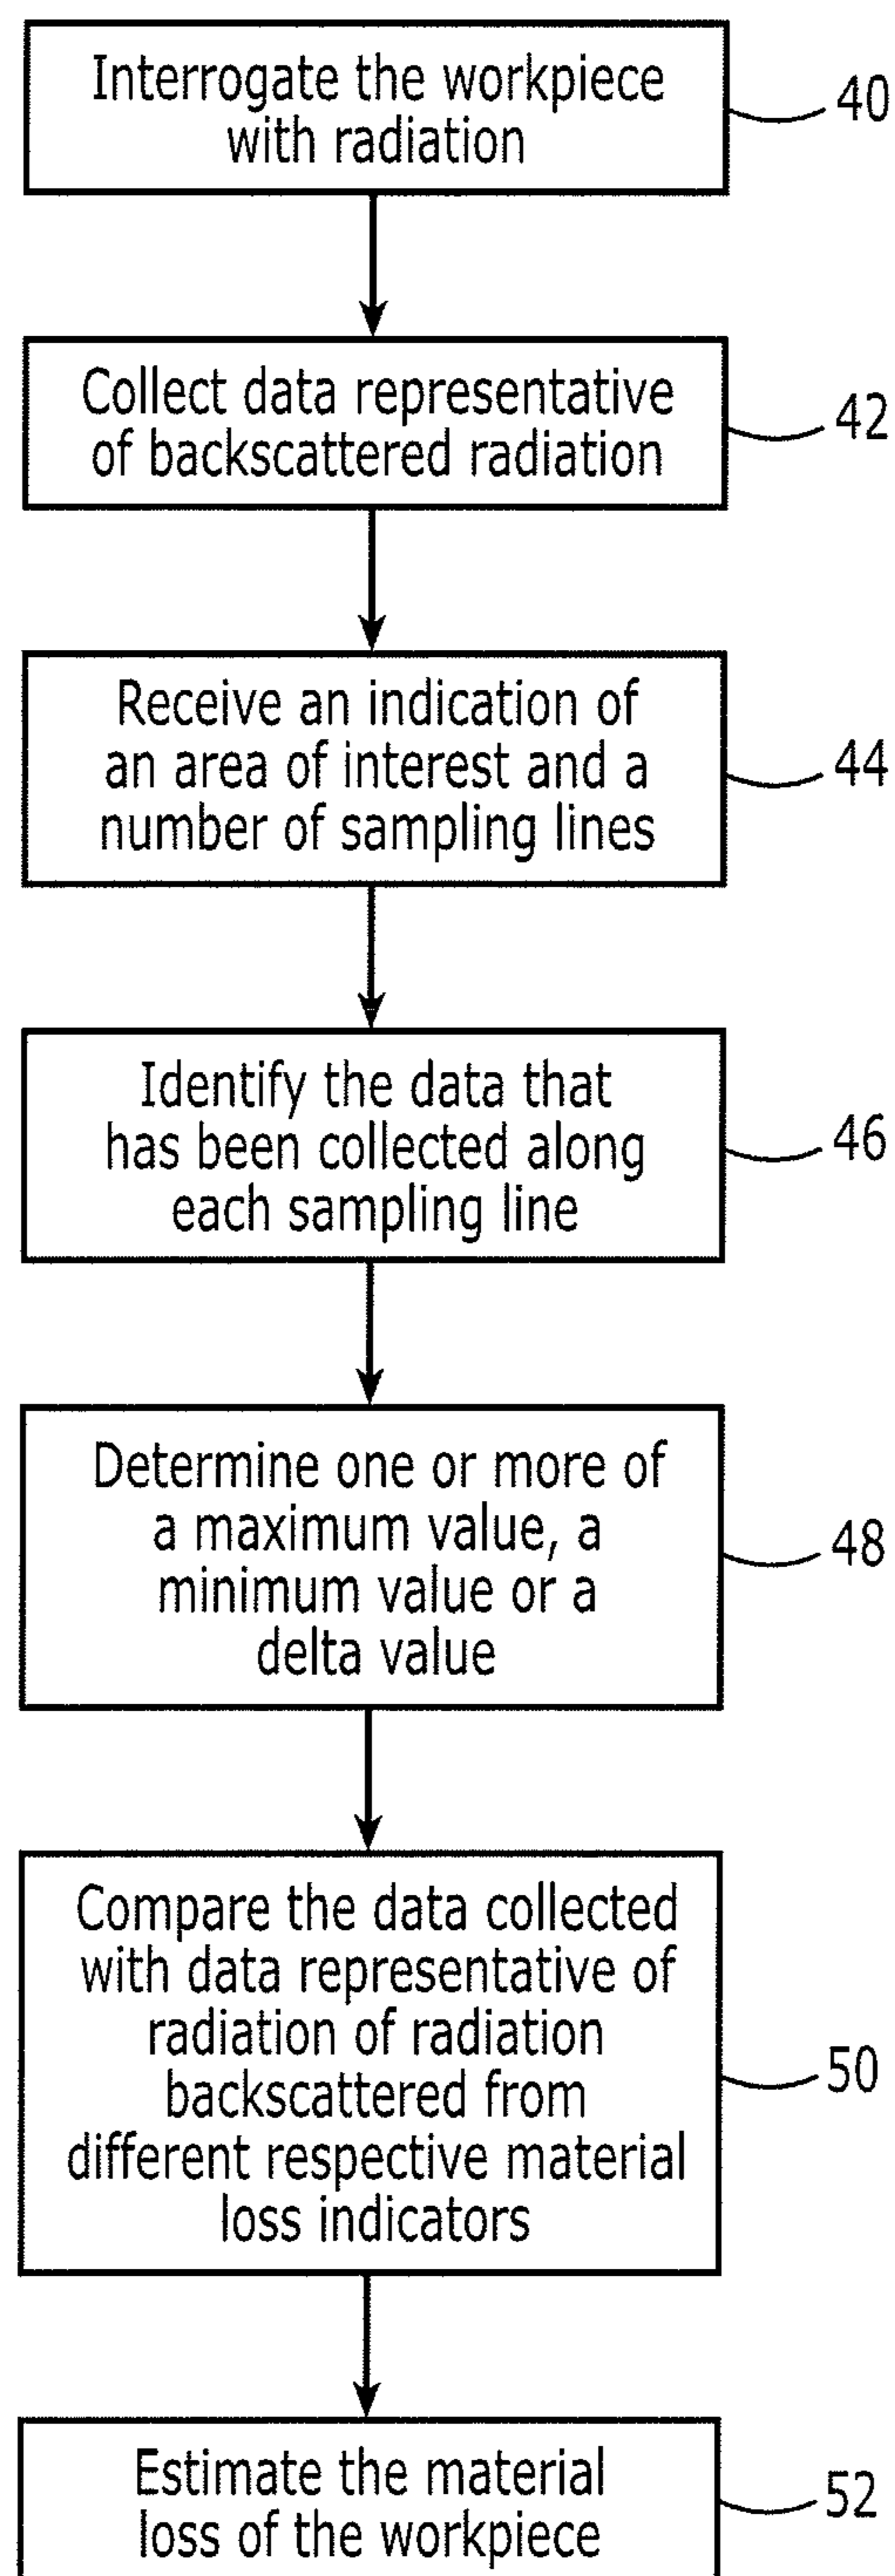 Interrogate the workpiece
with radiation
40
Collect data representative
of backscattered radiation
42
Receive an indication of
an area of interest and a
number of sampling lines
44
Identify the data that
has been collected along
each sampling line
46
Determine one or more of
a maximum value, a
minimum value or a
delta value
48
Compare the data collected
with data representative of
radiation of radiation
backscattered from
different respective material
loss indicators
50
Estimate the material
loss of the workpiece
52